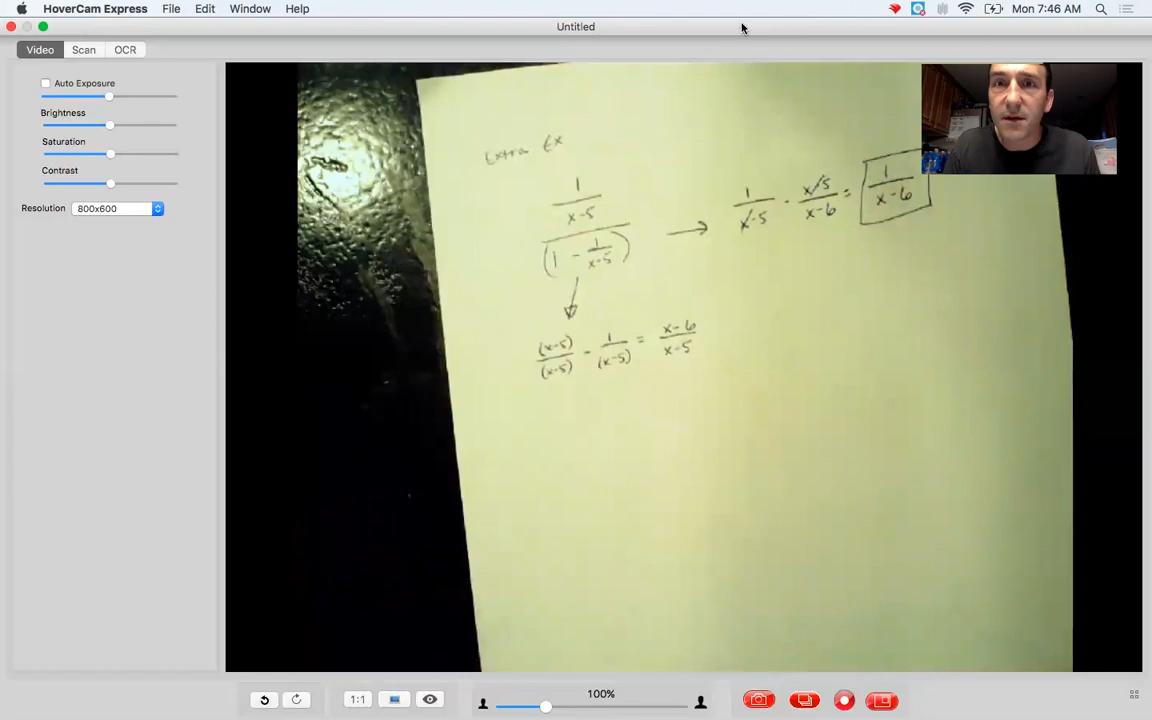 HoverCam Express File Edit Window Help Mon 7:46 AM
Untitled
Video Scan OCR
Auto Exposure
Brightness
Saturation
Contrast
Resolution 800x600
Extra Ex
1
x-5
(1 - 1/x-5)
→ 1/x-5 · x-5/x-6 = 1/x-6
(x-5)/(x-5) - 1/(x-5) = x-6/x-5
1:1
100%